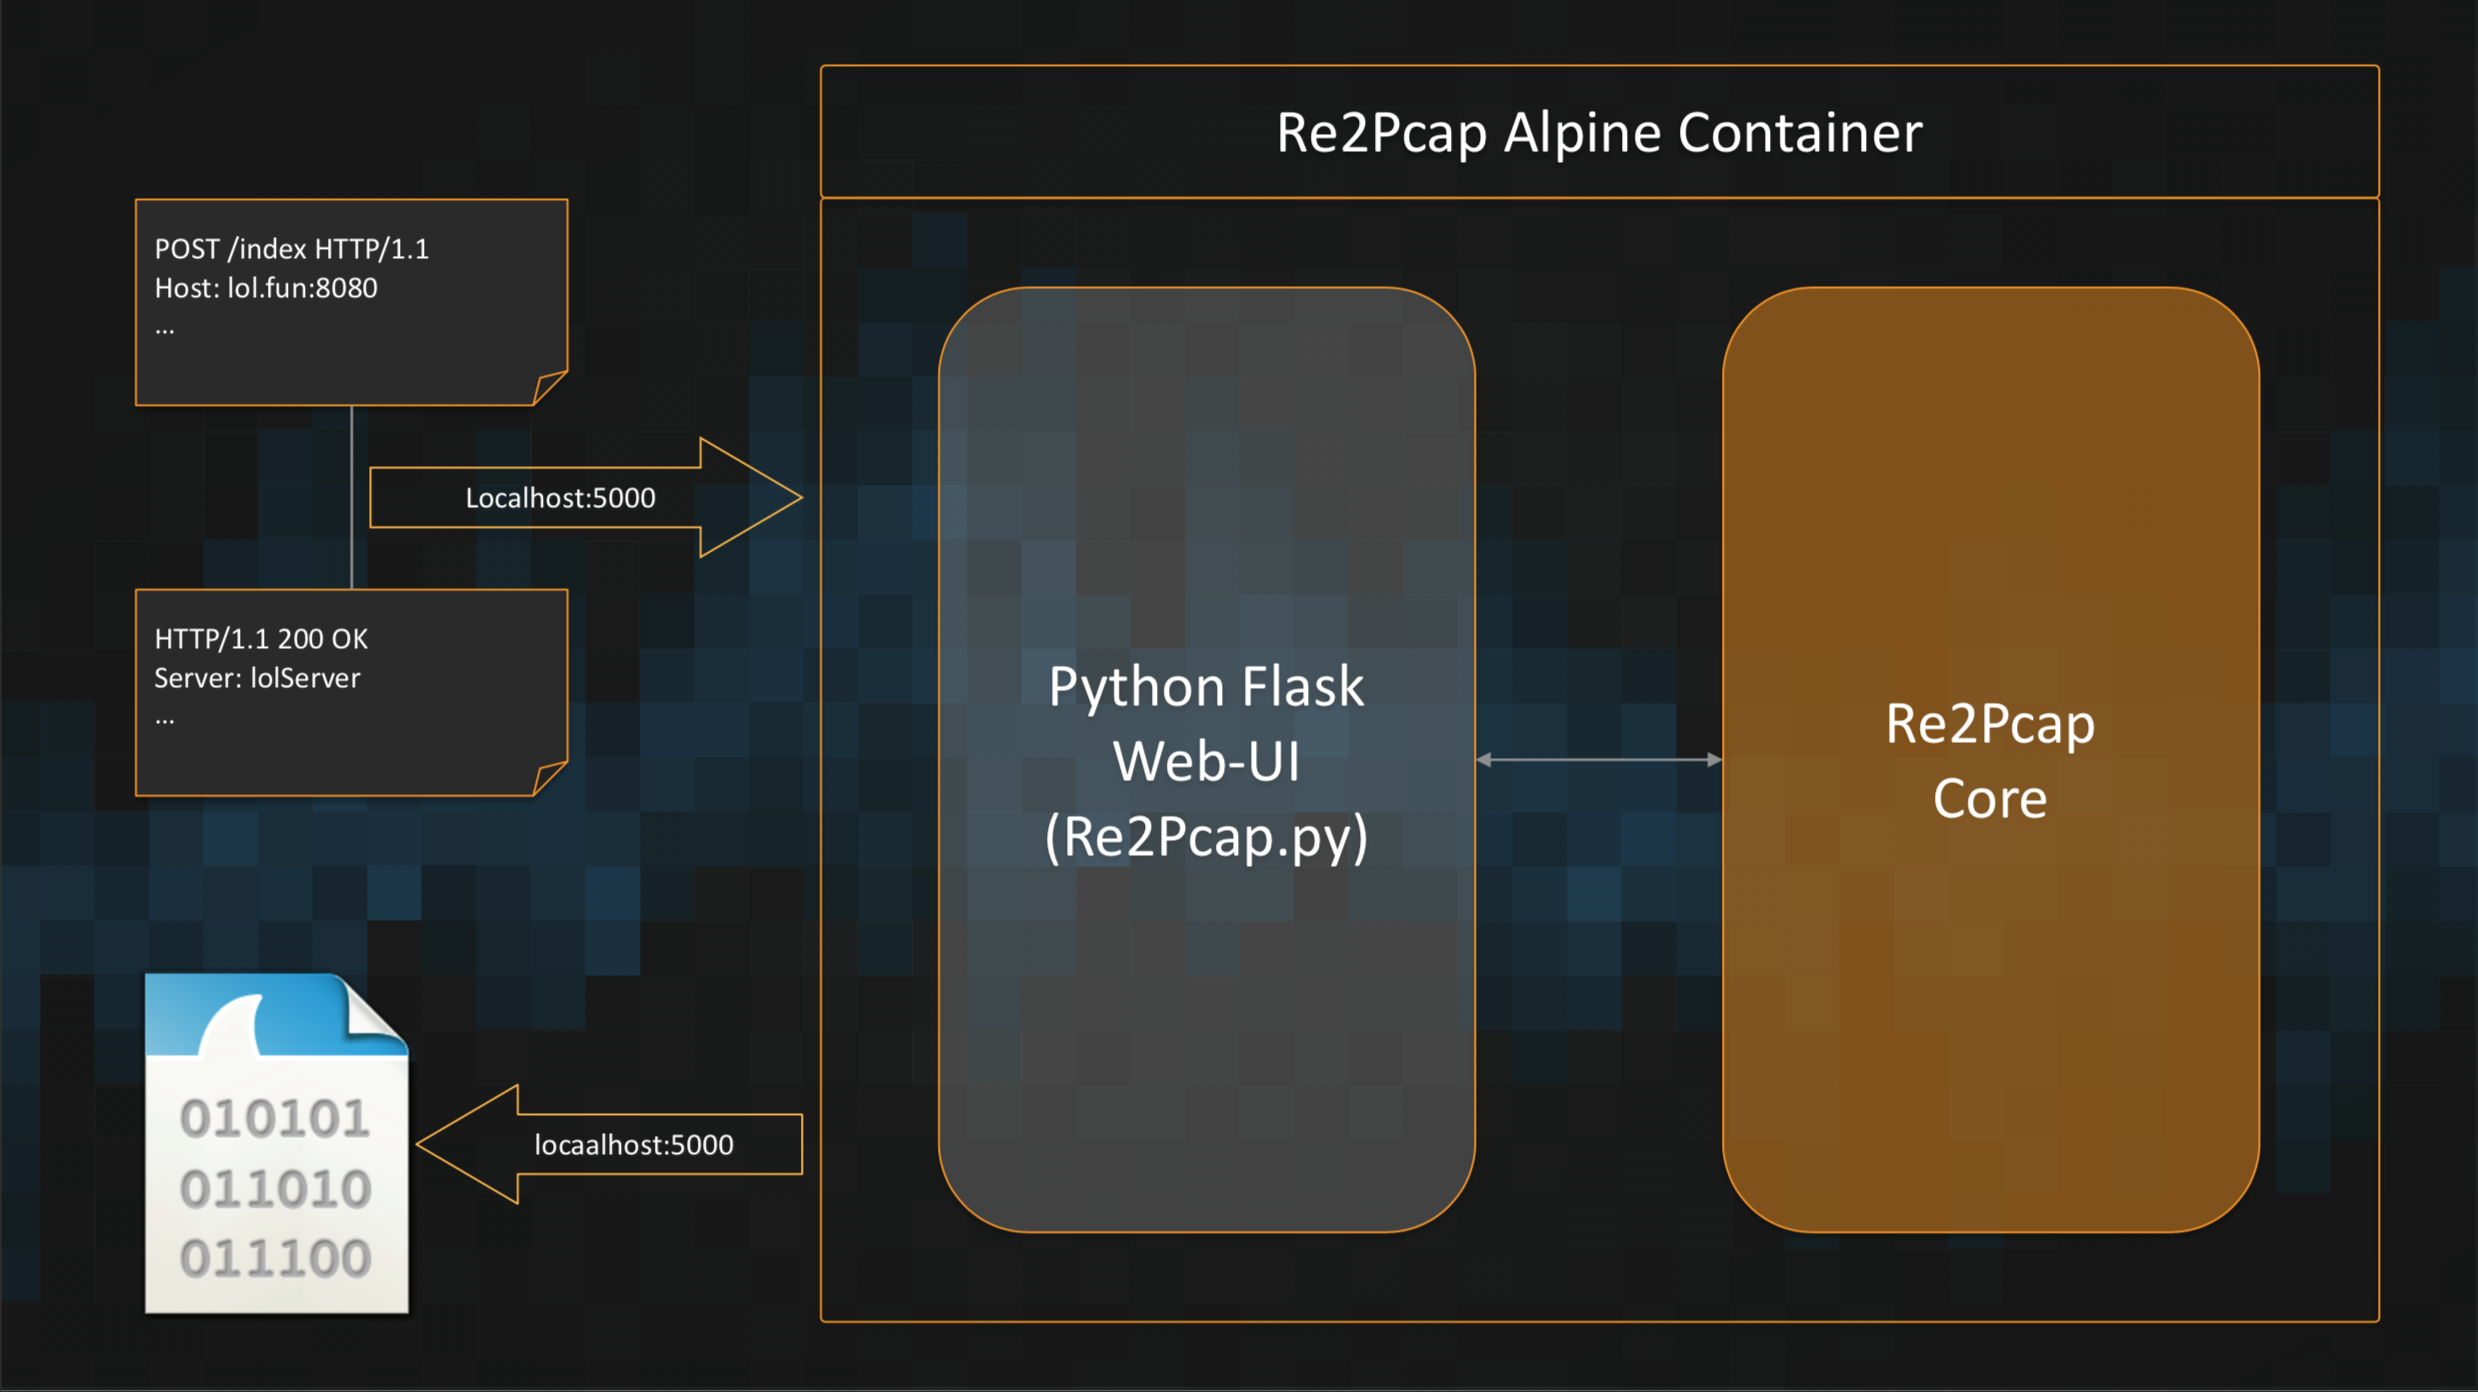 Re2Pcap Alpine Container
POST /index HTTP/1.1
Host: lol.fun:8080
...
Localhost:5000
HTTP/1.1 200 OK
Server: lolServer
...
Python Flask
Web-UI
(Re2Pcap.py)
Re2Pcap
Core
010101
011010
011100
locaalhost:5000